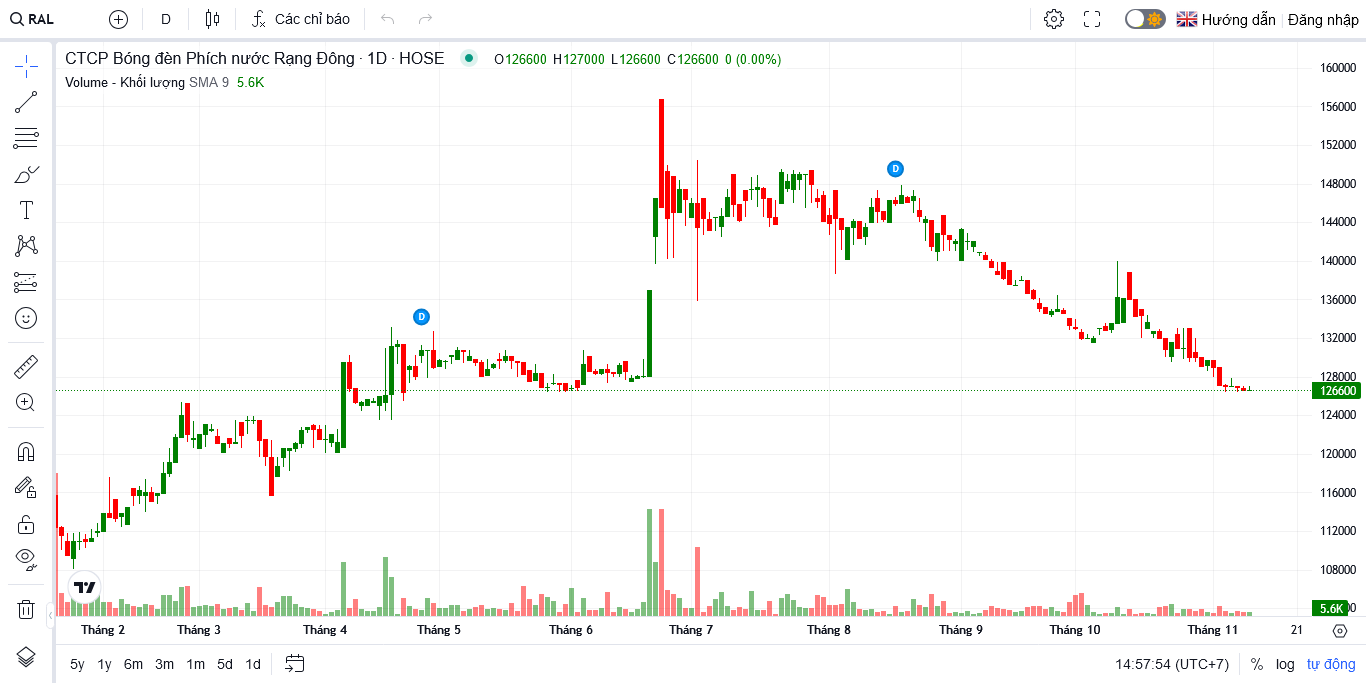 RAL D Các chỉ báo Hướng dẫn Đăng nhập
CTCP Bóng đèn Phích nước Rạng Đông · 1D · HOSE O126600 H127000 L126600 C126600 0 (0.00%)
Volume - Khối lượng SMA 9 5.6K
160000
156000
152000
D
148000
144000
140000
136000
D
132000
128000
126600
124000
120000
116000
112000
108000
5.6K
Tháng 2 Tháng 3 Tháng 4 Tháng 5 Tháng 6 Tháng 7 Tháng 8 Tháng 9 Tháng 10 Tháng 11 21
5y 1y 6m 3m 1m 5d 1d 14:57:54 (UTC+7) % log tự động